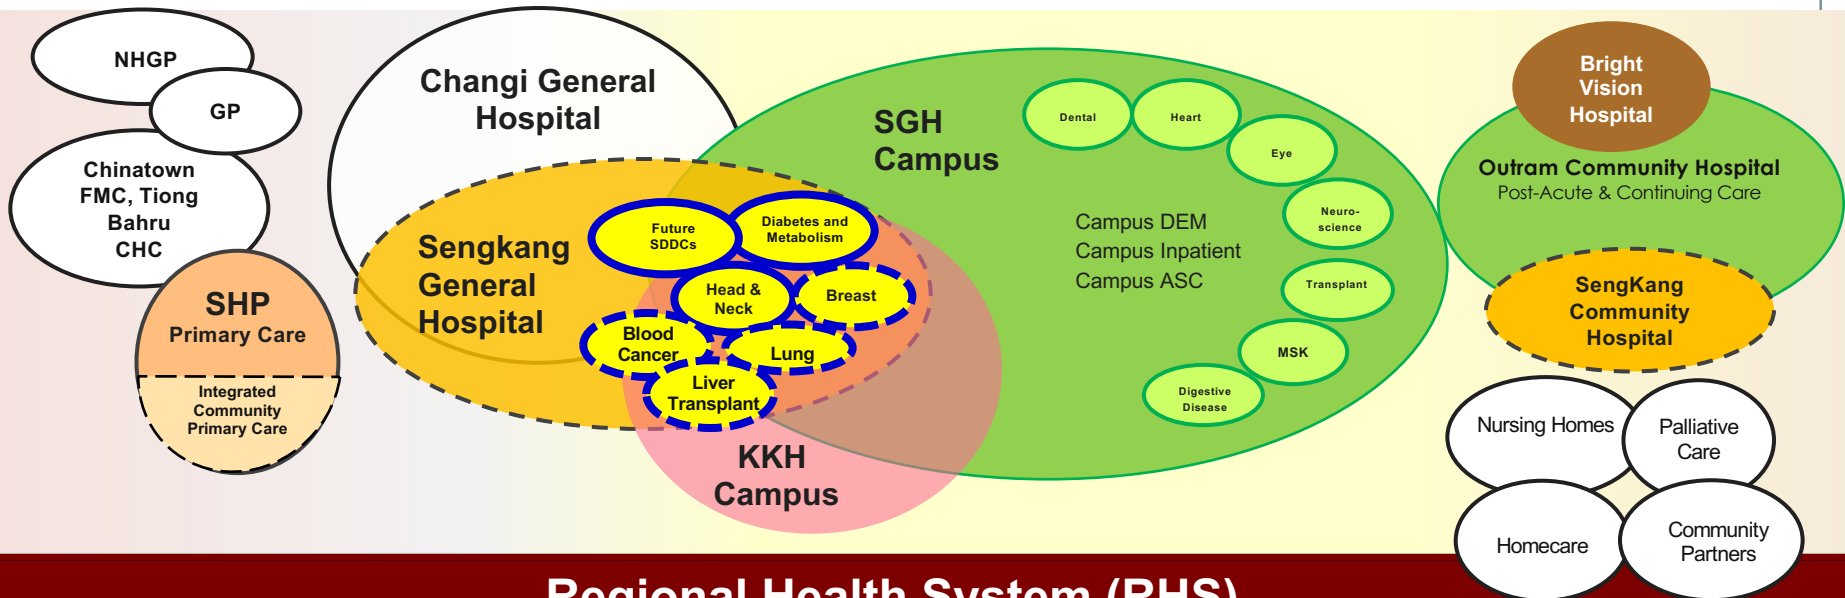 NHGP
GP
Chinatown
FMC, Tiong
Bahru
CHC
SHP
Primary Care
Integrated
Community
Primary Care
Changi General
Hospital
Sengkang
General
Hospital
Future
SDDCs
Diabetes and
Metabolism
Head &
Neck
Breast
Blood
Cancer
Lung
Liver
Transplant
KKH
Campus
SGH
Campus
Campus DEM
Campus Inpatient
Campus ASC
Dental
Heart
Eye
Neuro-
science
Transplant
MSK
Digestive
Disease
Bright
Vision
Hospital
Outram Community Hospital
Post-Acute & Continuing Care
SengKang
Community
Hospital
Nursing Homes
Palliative
Care
Homecare
Community
Partners
Regional Health System (RHS)